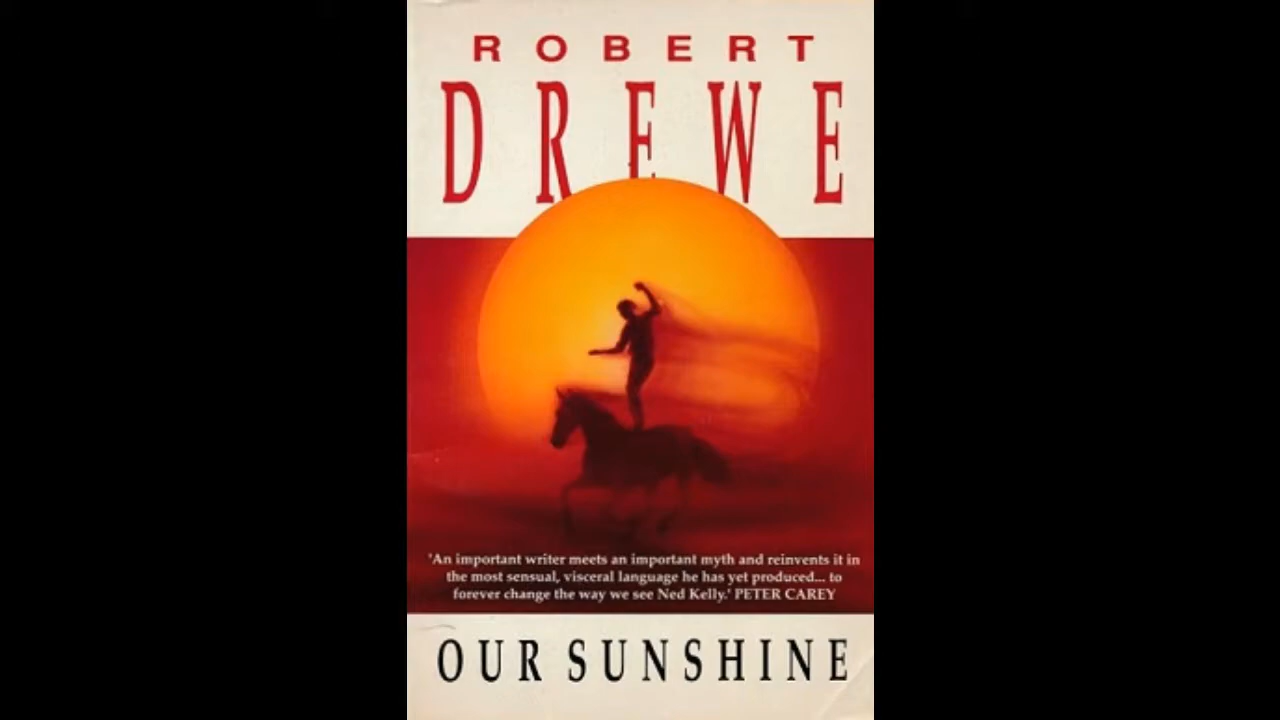 ROBERT
DREWE
'An important writer meets an important myth and reinvents it in
the most sensual, visceral language he has yet produced... to
forever change the way we see Ned Kelly.' PETER CAREY
OUR SUNSHINE